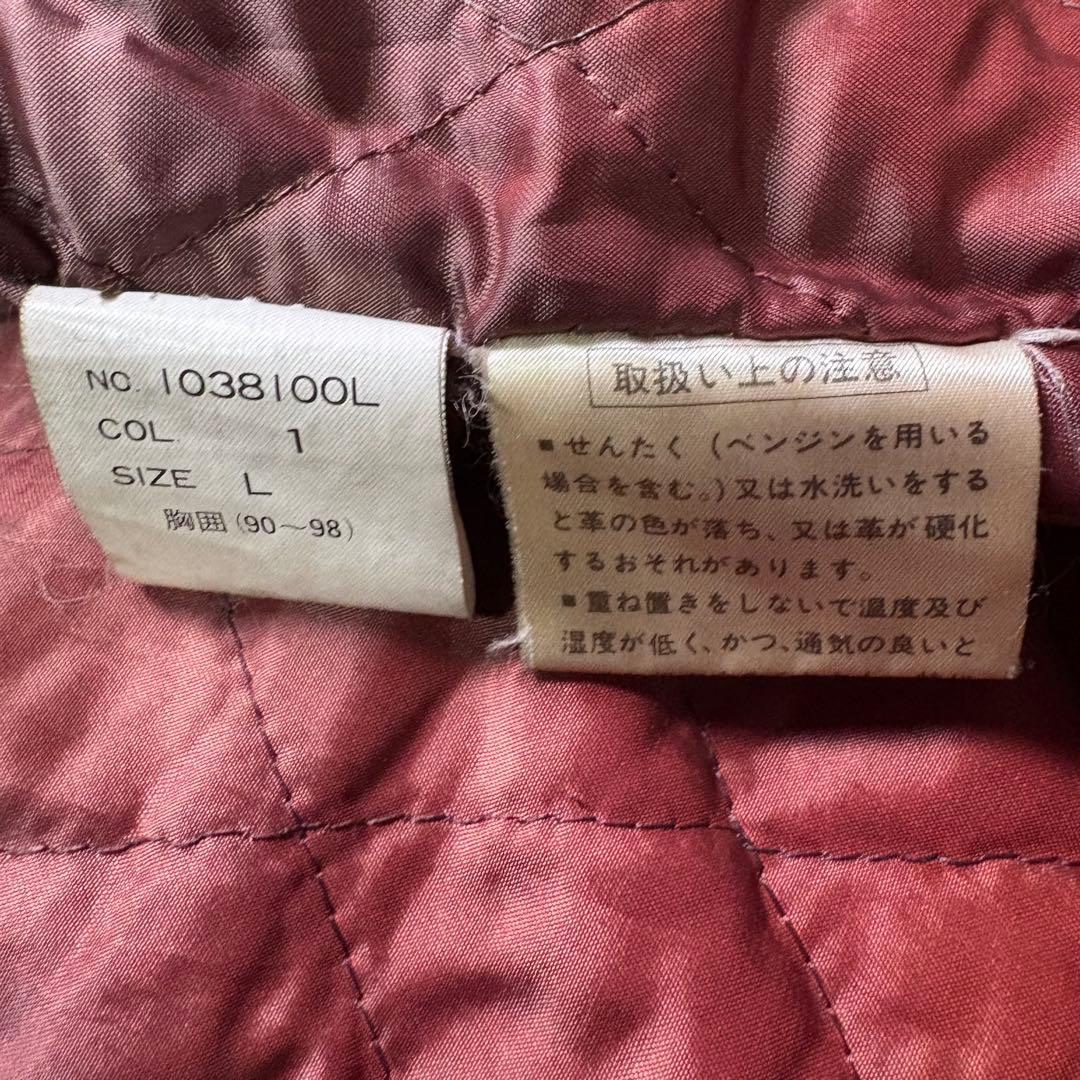 NO. 1038100L
COL. 1
SIZE L
胸囲(90～98)
取扱い上の注意
■せんたく(ベンジンを用いる
場合を含む。)又は水洗いをする
と革の色が落ち、又は革が硬化
するおそれがあります。
■重ね置きをしないで温度及び
湿度が低く、かつ、通気の良いと